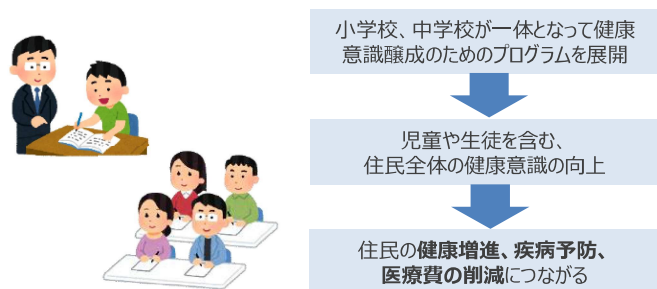 小学校、中学校が一体となって健康
意識醸成のためのプログラムを展開
児童や生徒を含む、
住民全体の健康意識の向上
住民の健康増進、疾病予防、
医療費の削減につながる